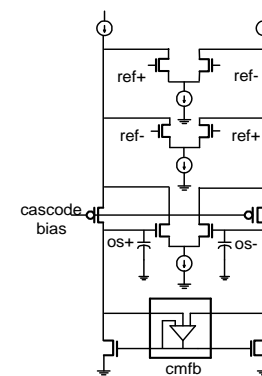 ref+
ref-
ref-
ref+
cascode
bias
os+
os-
cmfb